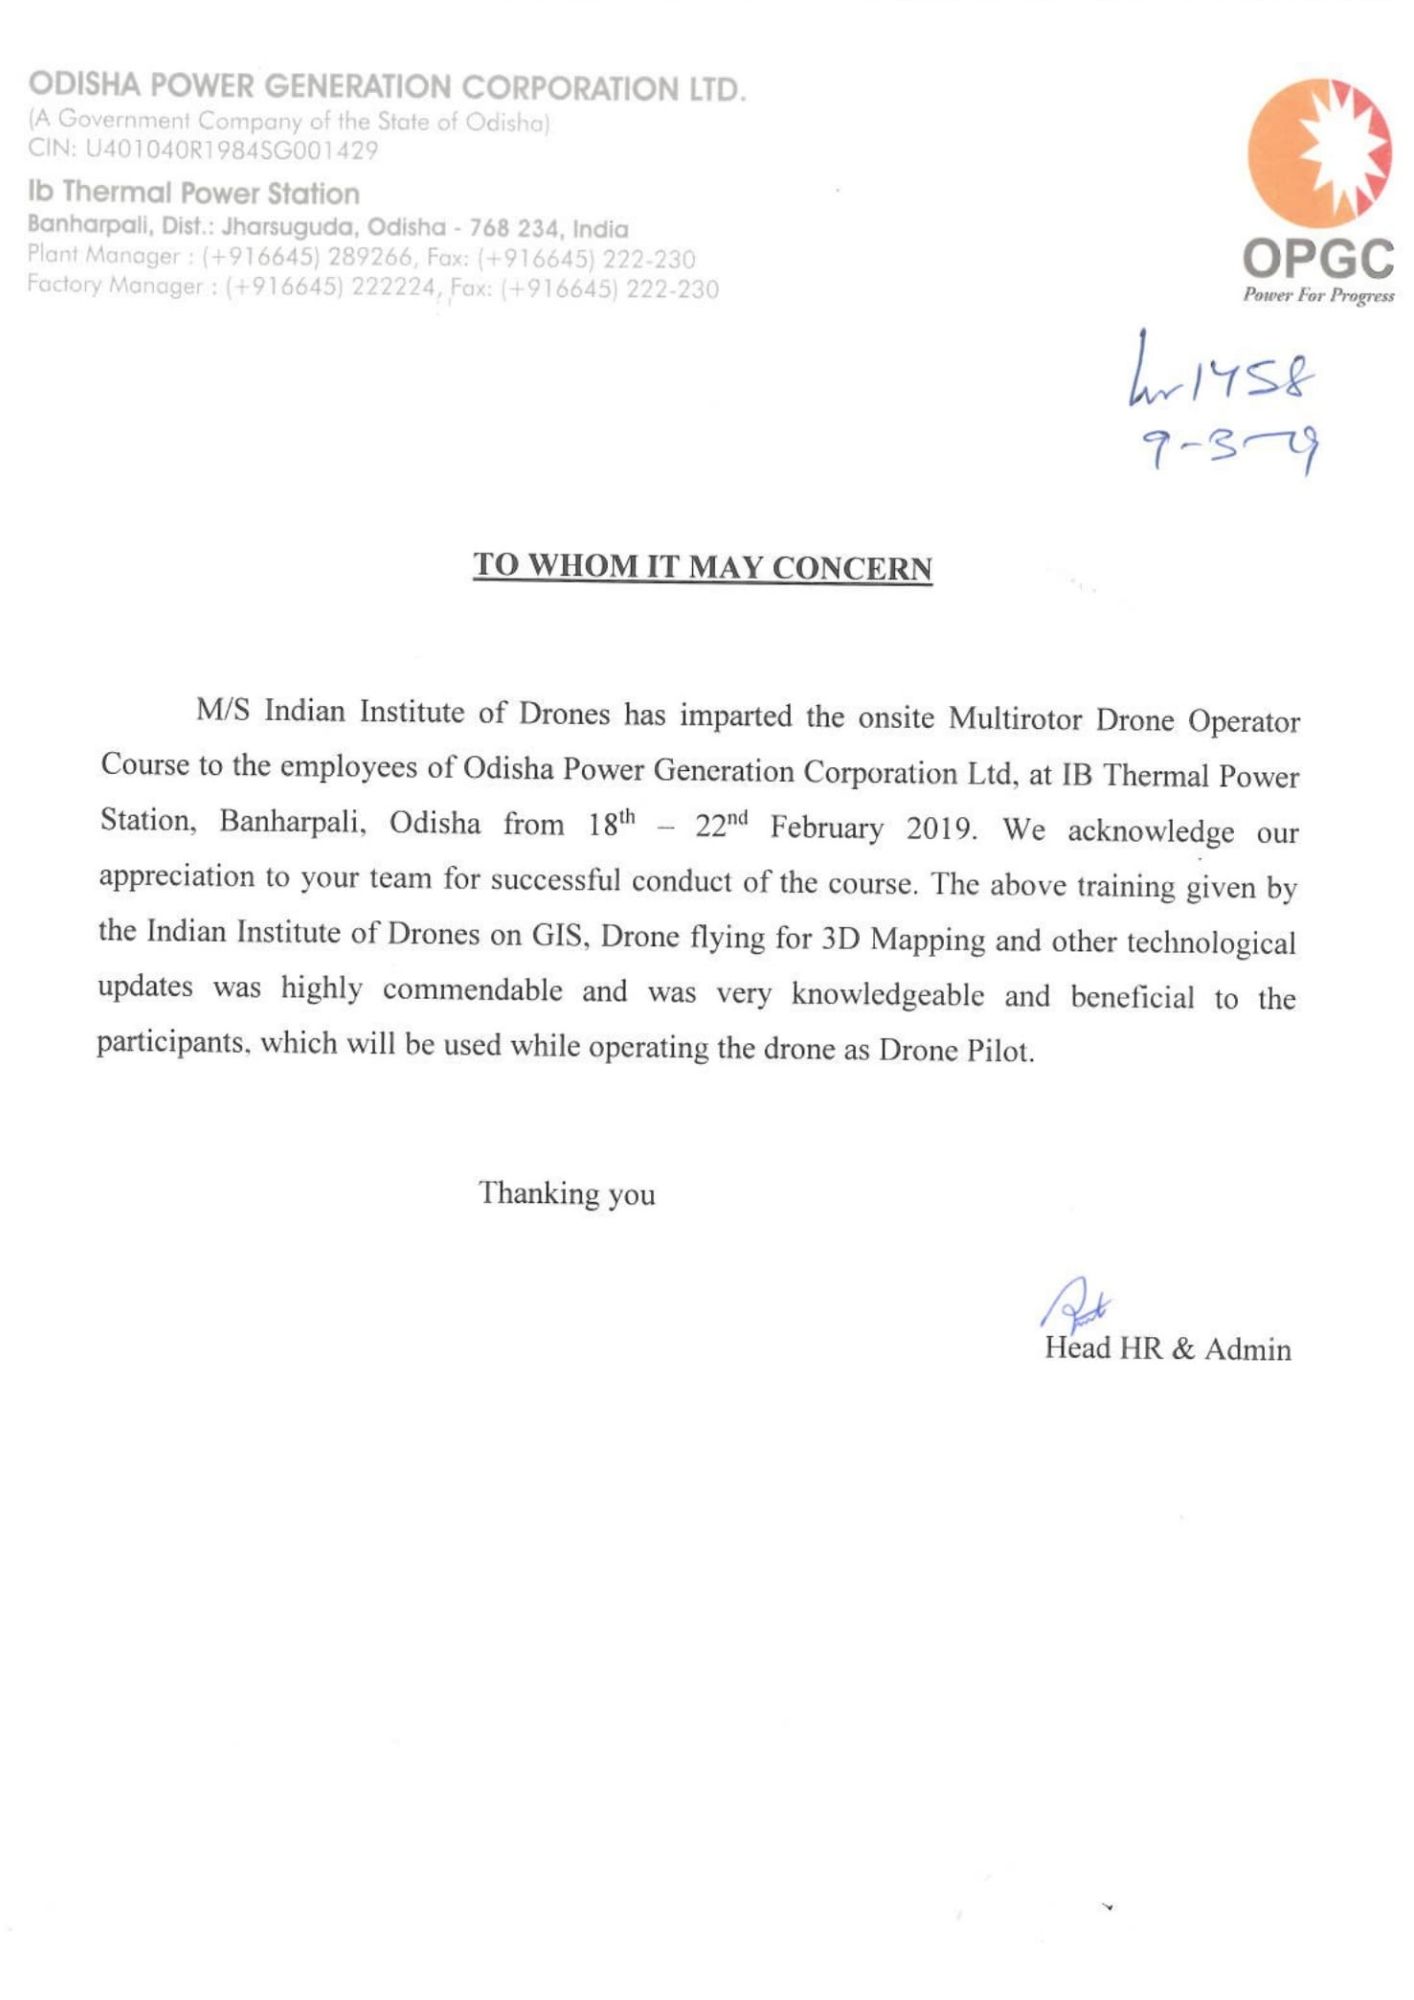 ODISHA POWER GENERATION CORPORATION LTD.
(A Government Company of the State of Odisha)
CIN: U40104OR1984SG001429
Ib Thermal Power Station
Banharpali, Dist.: Jharsuguda, Odisha - 768 234, India
Plant Manager : (+916645) 289266, Fax: (+916645) 222-230
Factory Manager : (+916645) 222224, Fax: (+916645) 222-230
OPGC
Power For Progress
1458
9-3-19
TO WHOM IT MAY CONCERN
M/S Indian Institute of Drones has imparted the onsite Multirotor Drone Operator
Course to the employees of Odisha Power Generation Corporation Ltd, at IB Thermal Power
Station, Banharpali, Odisha from 18th – 22nd February 2019. We acknowledge our
appreciation to your team for successful conduct of the course. The above training given by
the Indian Institute of Drones on GIS, Drone flying for 3D Mapping and other technological
updates was highly commendable and was very knowledgeable and beneficial to the
participants, which will be used while operating the drone as Drone Pilot.
Thanking you
Head HR & Admin